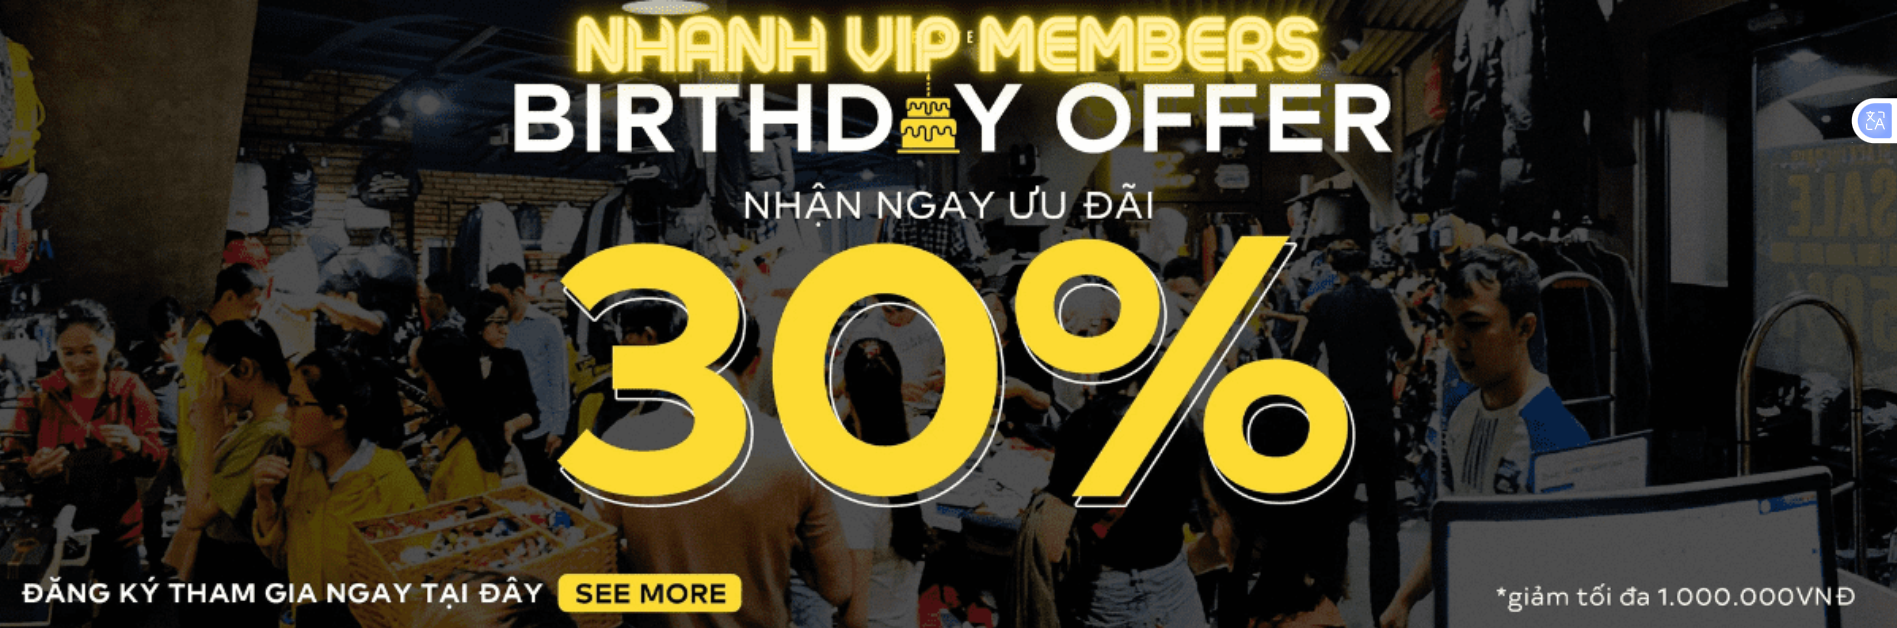 NHANH VIP MEMBERS
BIRTHDAY OFFER
NHẬN NGAY ƯU ĐÃI
30%
ĐĂNG KÝ THAM GIA NGAY TẠI ĐÂY SEE MORE
*giảm tối đa 1.000.000VNĐ
SALE